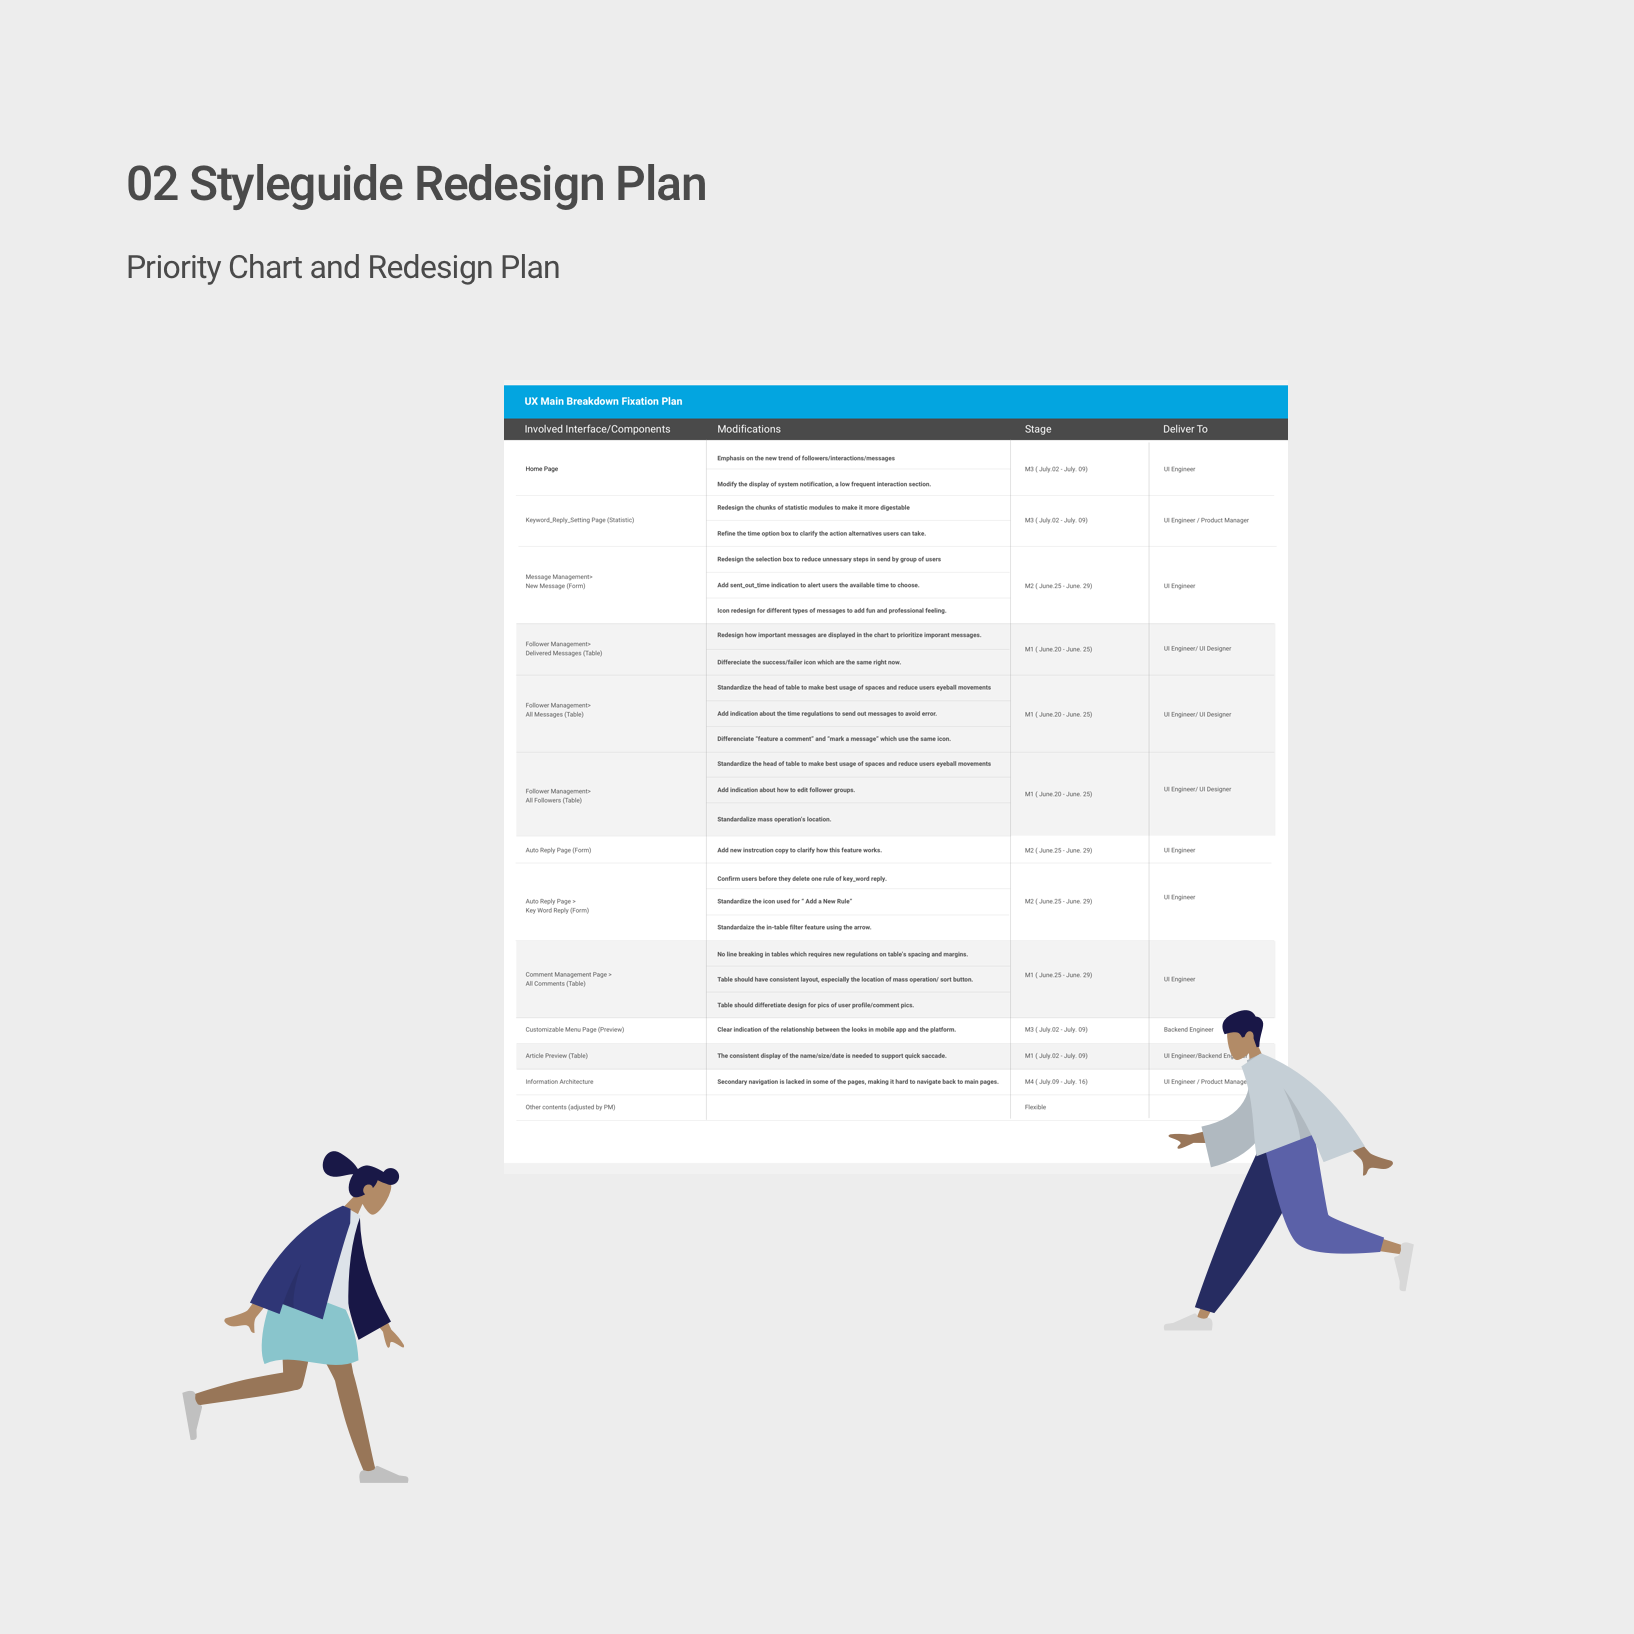 02 Styleguide Redesign Plan
Priority Chart and Redesign Plan
UX Main Breakdown Fixation Plan
Involved Interface/Components Modifications Stage Deliver To
Home Page
Emphasis on the new trend of followers/interactions/messages
Modify the display of system notification, a low frequent interaction section.
M3 ( July.02 - July. 09)
UI Engineer
Keyword_Reply_Setting Page (Statistic)
Redesign the chunks of statistic modules to make it more digestable
Refine the time option box to clarify the action alternatives users can take.
M3 ( July.02 - July. 09)
UI Engineer / Product Manager
Message Management>
New Message (Form)
Redesign the selection box to reduce unnessary steps in send by group of users
Add sent_out_time indication to alert users the available time to choose.
Icon redesign for different types of messages to add fun and professional feeling.
M2 ( June.25 - June. 29)
UI Engineer
Follower Management>
Delivered Messages (Table)
Redesign how important messages are displayed in the chart to prioritize imporant messages.
Differeciate the success/failer icon which are the same right now.
M1 ( June.20 - June. 25)
UI Engineer/ UI Designer
Follower Management>
All Messages (Table)
Standardize the head of table to make best usage of spaces and reduce users eyeball movements
Add indication about the time regulations to send out messages to avoid error.
Differenciate "feature a comment" and "mark a message" which use the same icon.
M1 ( June.20 - June. 25)
UI Engineer/ UI Designer
Follower Management>
All Followers (Table)
Standardize the head of table to make best usage of spaces and reduce users eyeball movements
Add indication about how to edit follower groups.
Standardalize mass operation's location.
M1 ( June.20 - June. 25)
UI Engineer/ UI Designer
Auto Reply Page (Form)
Add new instrcution copy to clarify how this feature works.
M2 ( June.25 - June. 29)
UI Engineer
Auto Reply Page >
Key Word Reply (Form)
Confirm users before they delete one rule of key_word reply.
Standardize the icon used for " Add a New Rule"
Standardaize the in-table filter feature using the arrow.
M2 ( June.25 - June. 29)
UI Engineer
Comment Management Page >
All Comments (Table)
No line breaking in tables which requires new regulations on table's spacing and margins.
Table should have consistent layout, especially the location of mass operation/ sort button.
Table should differetiate design for pics of user profile/comment pics.
M1 ( June.25 - June. 29)
UI Engineer
Customizable Menu Page (Preview)
Clear indication of the relationship between the looks in mobile app and the platform.
M3 ( July.02 - July. 09)
Backend Engineer
Article Preview (Table)
The consistent display of the name/size/date is needed to support quick saccade.
M1 ( July.02 - July. 09)
UI Engineer/Backend
Information Architecture
Secondary navigation is lacked in some of the pages, making it hard to navigate back to main pages.
M4 ( July.09 - July. 16)
UI Engineer / Product
Other contents (adjusted by PM)
Flexible